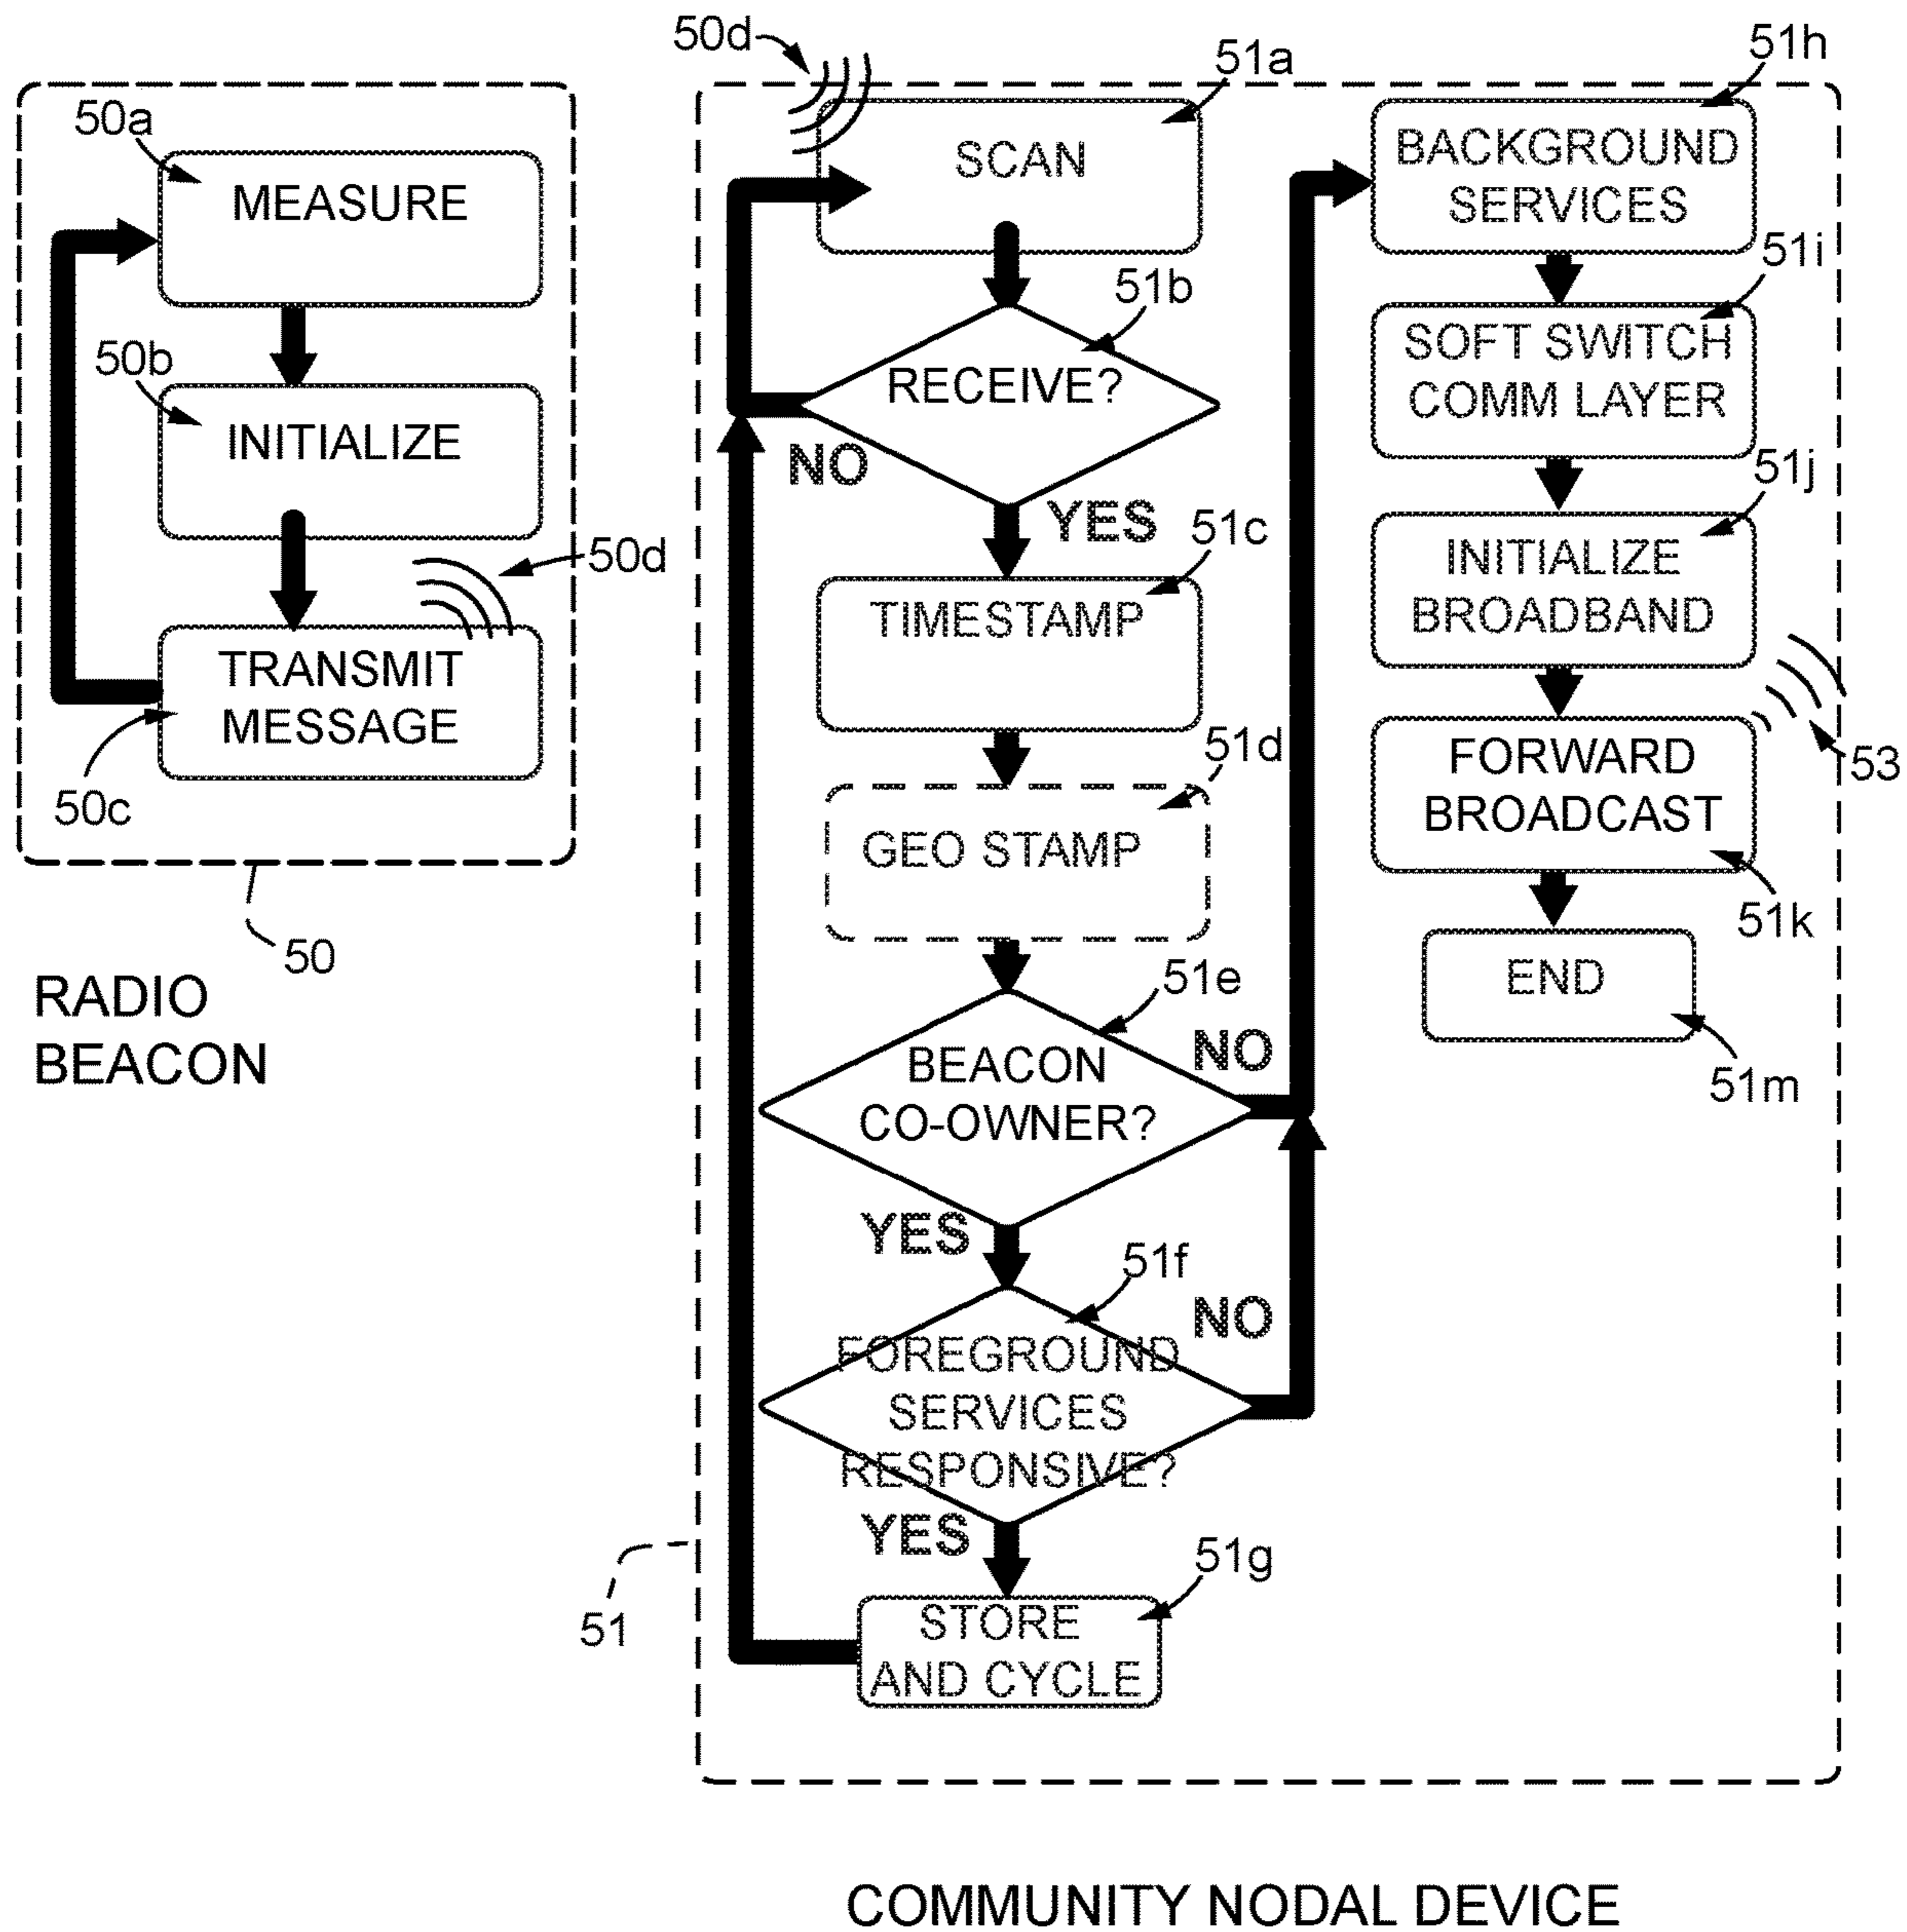 50a
MEASURE
50b
INITIALIZE
50d
TRANSMIT
MESSAGE
50c
50
RADIO
BEACON
50d
51a
SCAN
51b
RECEIVE?
NO
YES
51c
TIMESTAMP
51d
GEO STAMP
51e
BEACON
CO-OWNER?
NO
YES
51f
FOREGROUND
SERVICES
RESPONSIVE?
NO
YES
51g
STORE
AND CYCLE
51
51h
BACKGROUND
SERVICES
51i
SOFT SWITCH
COMM LAYER
51j
INITIALIZE
BROADBAND
53
FORWARD
BROADCAST
51k
END
51m
COMMUNITY NODAL DEVICE